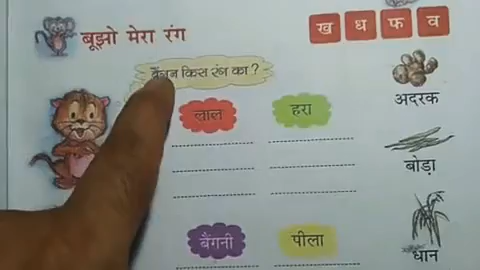 बूझो मेरा रंग
ख ध फ व
बैंगन किस रंग का ?
लाल हरा
अदरक
बोड़ा
बैंगनी पीला
धान